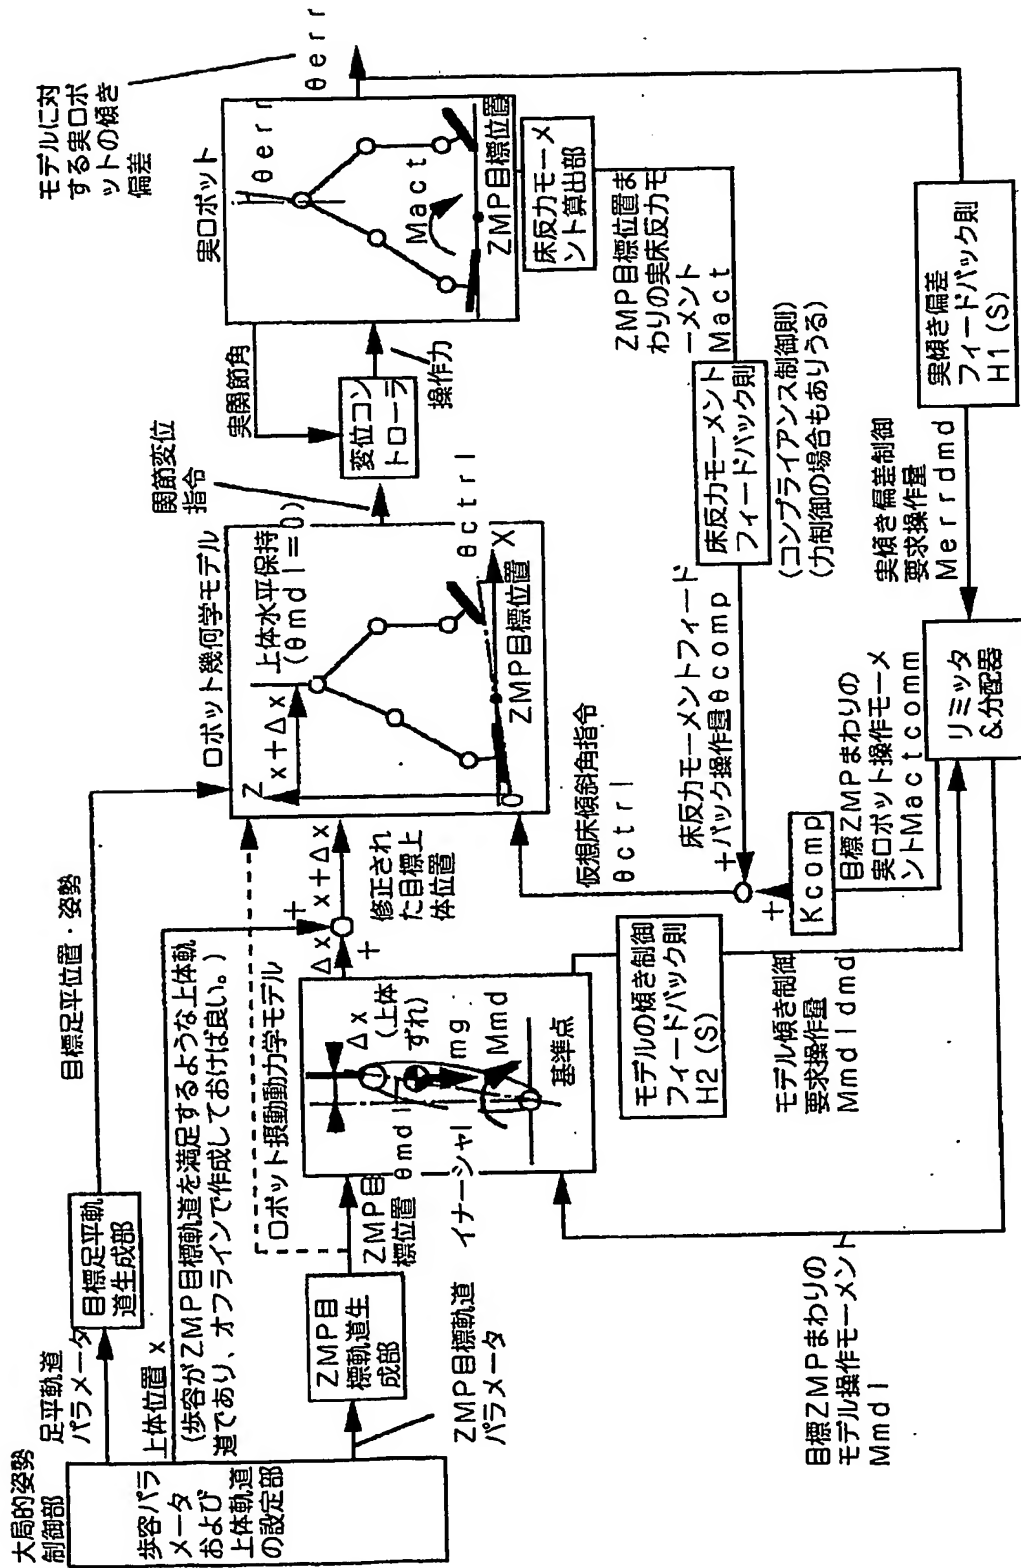 大局的姿勢
制御部
歩容パラ
メータ
および
上体軌道
の設定部
足平軌道
パラメータ
目標足平軌
道生成部
目標足平位置・姿勢
上体位置 x
(歩容がZMP目標軌道を満足するような上体軌
道であり、オフラインで作成しておけば良い。)
ZMP目
標軌道生
成部
ZMP目標軌道
パラメータ
ZMP目
標位置
ロボット摂動動力学モデル
Δx
(上体
ずれ)
θmdl
mg
Mmd
イナーシャI
基準点
Δx
+
+
x+Δx
修正され
た目標上
体位置
ロボット幾何学モデル
Z
x+Δx
上体水平保持
(θmdl=0)
θctrl
X
ZMP目標位置
O
関節変位
指令
変位コン
トローラ
実関節角
操作力
実ロボット
θerr
Mact
ZMP目標位置
モデルに対
する実ロボ
ットの傾き
偏差
θerr
床反力モーメ
ント算出部
ZMP目標位置ま
わりの実床反力モ
ーメント
Mact
床反力モーメント
フィードバック則
(コンプライアンス制御則)
(力制御の場合もありうる)
床反力モーメントフィード
バック操作量θcomp
+
+
仮想床傾斜角指令
θctrl
Kcomp
目標ZMPまわりの
実ロボット操作モーメ
ントMactcomm
実傾き偏差
フィードバック則
H1(S)
実傾き偏差制御
要求操作量
Merrdmd
リミッタ
&分配器
モデルの傾き制御
フィードバック則
H2(S)
モデル傾き制御
要求操作量
Mmdldmd
目標ZMPまわりの
モデル操作モーメント
Mmdl